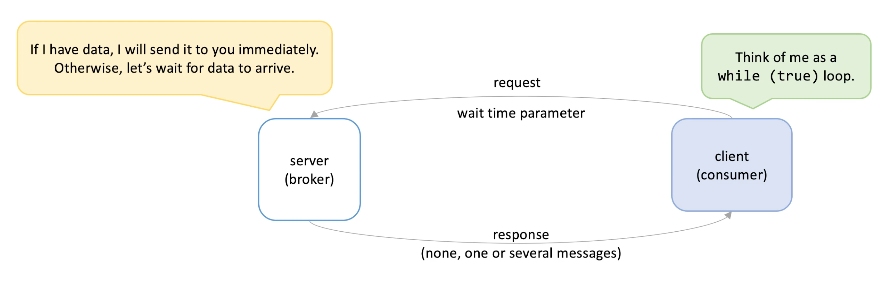 If I have data, I will send it to you immediately.
Otherwise, let’s wait for data to arrive.
Think of me as a
while (true) loop.
request
wait time parameter
server
(broker)
client
(consumer)
response
(none, one or several messages)